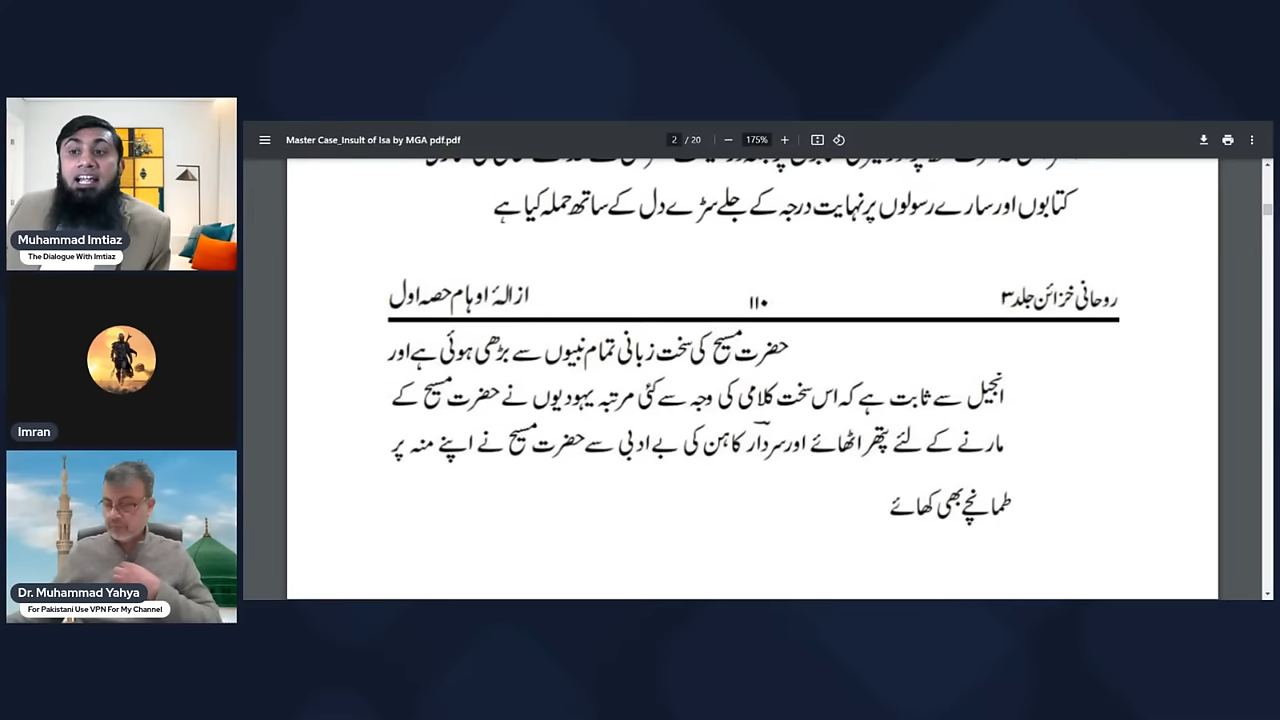 Master Case_Insult of Isa by MGA pdf.pdf
2 / 20
175%
کتابوں اور سارے رسولوں پر نہایت درجہ کے جلے سڑے دل کے ساتھ حملہ کیا ہے
روحانی خزائن جلد ۳
۱۱۰
ازالۂ اوہام حصہ اول
حضرت مسیح کی سخت زبانی تمام نبیوں سے بڑھی ہوئی ہے اور
انجیل سے ثابت ہے کہ اس سخت کلامی کی وجہ سے کئی مرتبہ یہودیوں نے حضرت مسیح کے
مارنے کے لئے پتھر اٹھائے اور سردار کاہن کی بے ادبی سے حضرت مسیح نے اپنے منہ پر
طمانچے بھی کھائے
Muhammad Imtiaz
The Dialogue With Imtiaz
Imran
Dr. Muhammad Yahya
For Pakistani Use VPN For My Channel